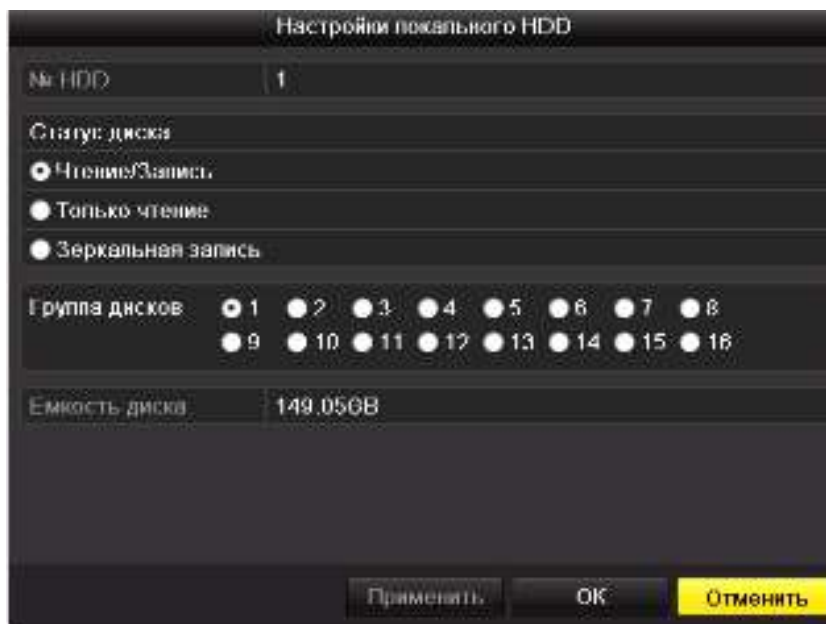 Настройки локального HDD
№ HDD 1
Статус диска
Чтение/Запись
Только чтение
Зеркальная запись
Группа дисков 1 2 3 4 5 6 7 8
9 10 11 12 13 14 15 16
Емкость диска 149.05GB
Применить OK Отменить